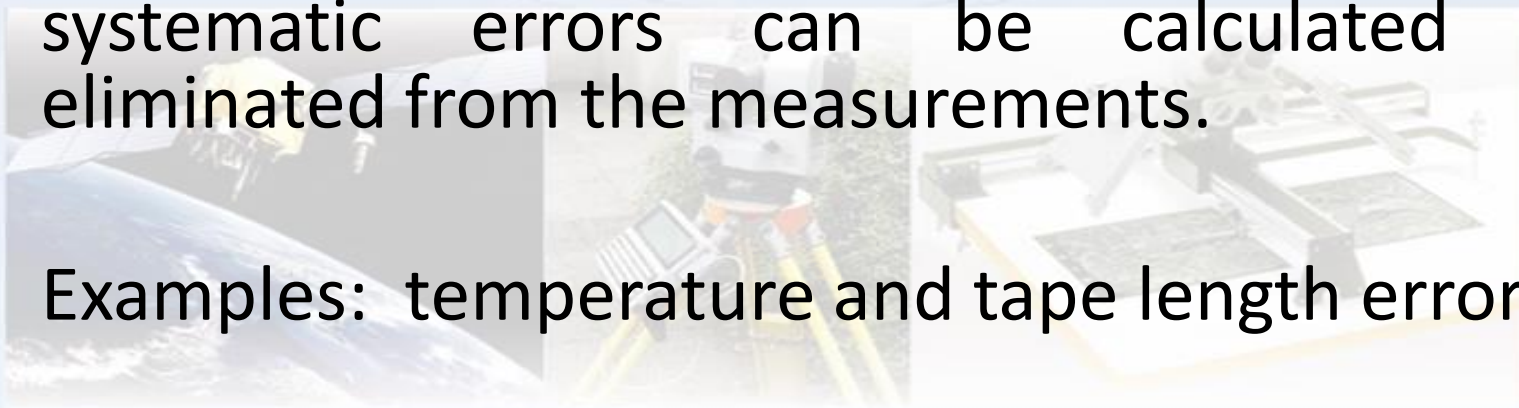 systematic errors can be calculated
eliminated from the measurements.
Examples: temperature and tape length error